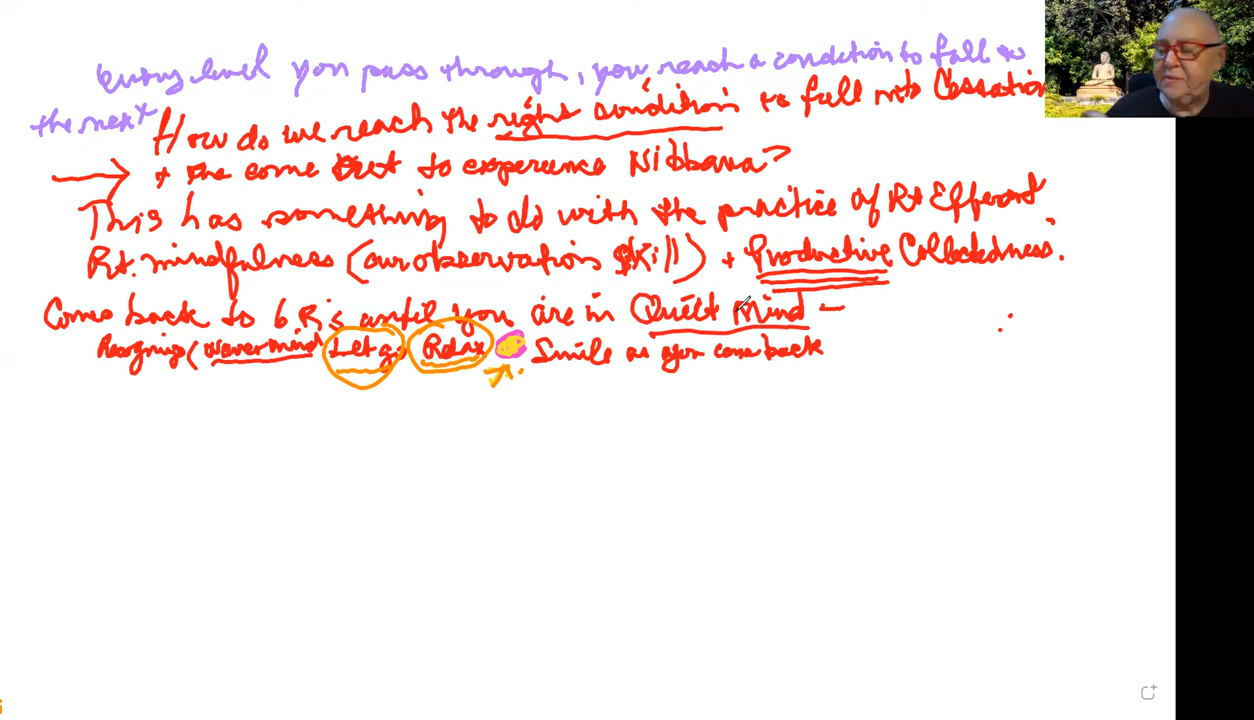 Every level you pass through, you reach a condition to fall to
the next
How do we reach the right condition to fall into Cessation
+ the come out to experience Nibbana?
This has something to do with the practice of Rt Efferort
Rt. mindfulness (our observation skill) + Productive Collectedness.
Come back to 6 R's until you are in Quiet Mind –
Recognize (never mind) Let go Relax Smile as you come back